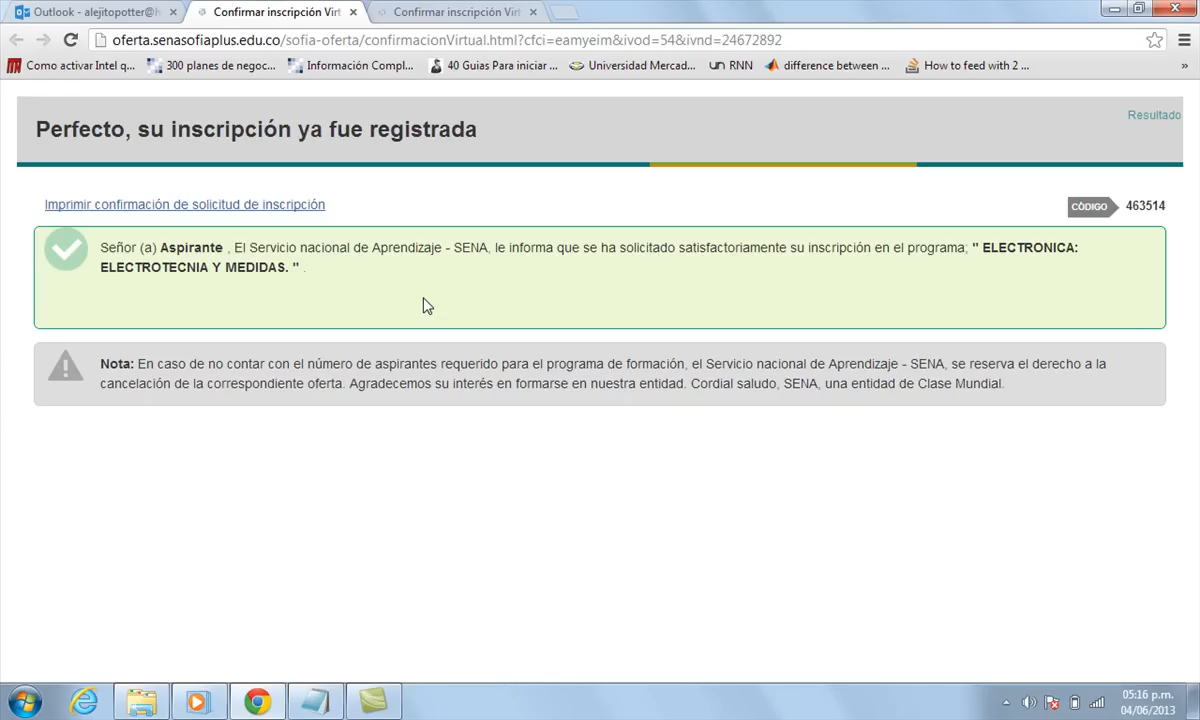 Outlook - alejitopotter@h
Confirmar inscripción Virt
Confirmar inscripción Virt
oferta.senasofiaplus.edu.co/sofia-oferta/confirmacionVirtual.html?cfci=eamyeim&ivod=54&ivnd=24672892
Como activar Intel q... 300 planes de negoc... Información Compl... 40 Guias Para iniciar ... Universidad Mercad... RNN difference between ... How to feed with 2 ... »
Resultado
Perfecto, su inscripción ya fue registrada
Imprimir confirmación de solicitud de inscripción
CÓDIGO 463514
Señor (a) Aspirante , El Servicio nacional de Aprendizaje - SENA, le informa que se ha solicitado satisfactoriamente su inscripción en el programa; " ELECTRONICA:
ELECTROTECNIA Y MEDIDAS. " .
Nota: En caso de no contar con el número de aspirantes requerido para el programa de formación, el Servicio nacional de Aprendizaje - SENA, se reserva el derecho a la
cancelación de la correspondiente oferta. Agradecemos su interés en formarse en nuestra entidad. Cordial saludo, SENA, una entidad de Clase Mundial.
05:16 p.m.
04/06/2013